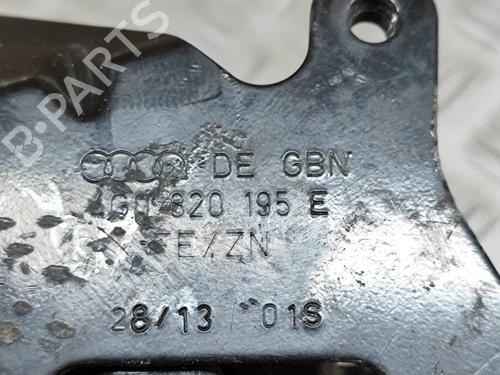 B-PARTS
DE GBN
4G0 820 195 E
FE/ZN
28/13 01S